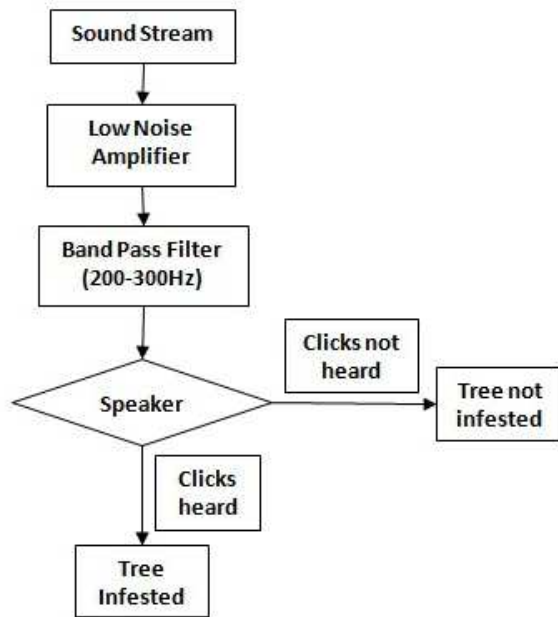 Sound Stream
Low Noise
Amplifier
Band Pass Filter
(200-300Hz)
Speaker
Clicks not
heard
Tree not
infested
Clicks
heard
Tree
Infested